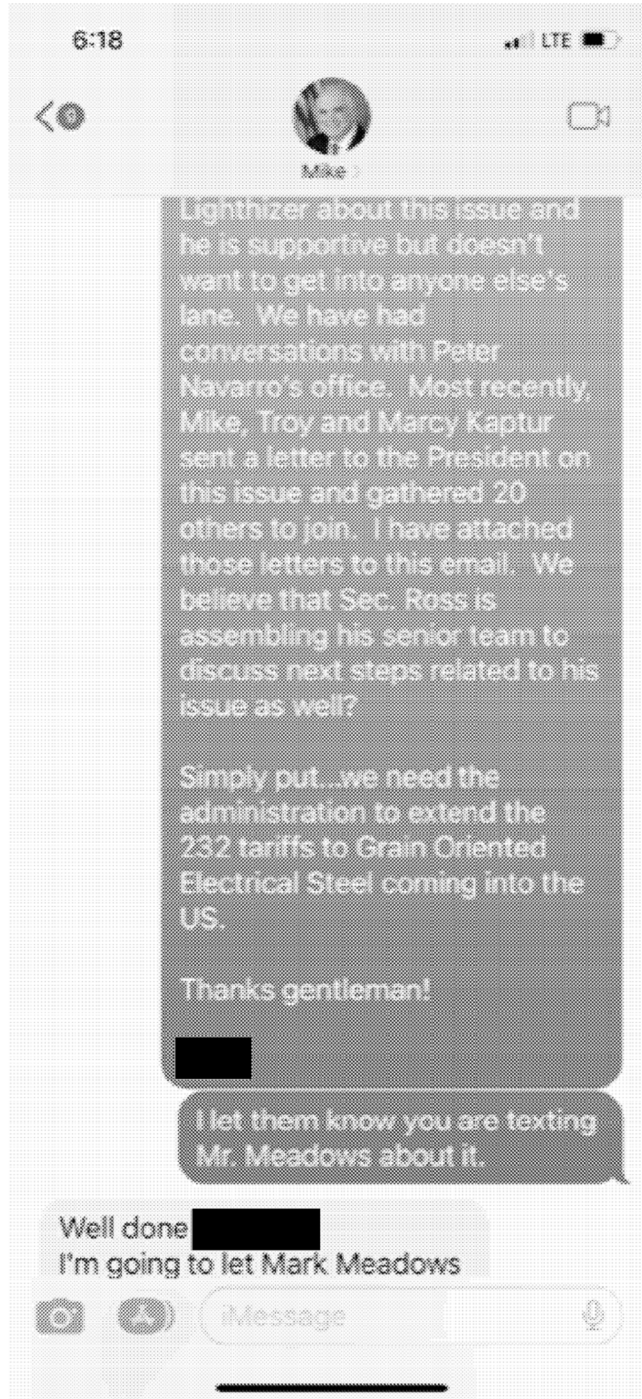 6:18
LTE
9
Mike
Lighthizer about this issue and
he is supportive but doesn't
want to get into anyone else's
lane. We have had
conversations with Peter
Navarro's office. Most recently,
Mike, Troy and Marcy Kaptur
sent a letter to the President on
this issue and gathered 20
others to join. I have attached
those letters to this email. We
believe that Sec. Ross is
assembling his senior team to
discuss next steps related to his
issue as well?
Simply put...we need the
administration to extend the
232 tariffs to Grain Oriented
Electrical Steel coming into the
US.
Thanks gentleman!
I let them know you are texting
Mr. Meadows about it.
Well done
I'm going to let Mark Meadows
iMessage